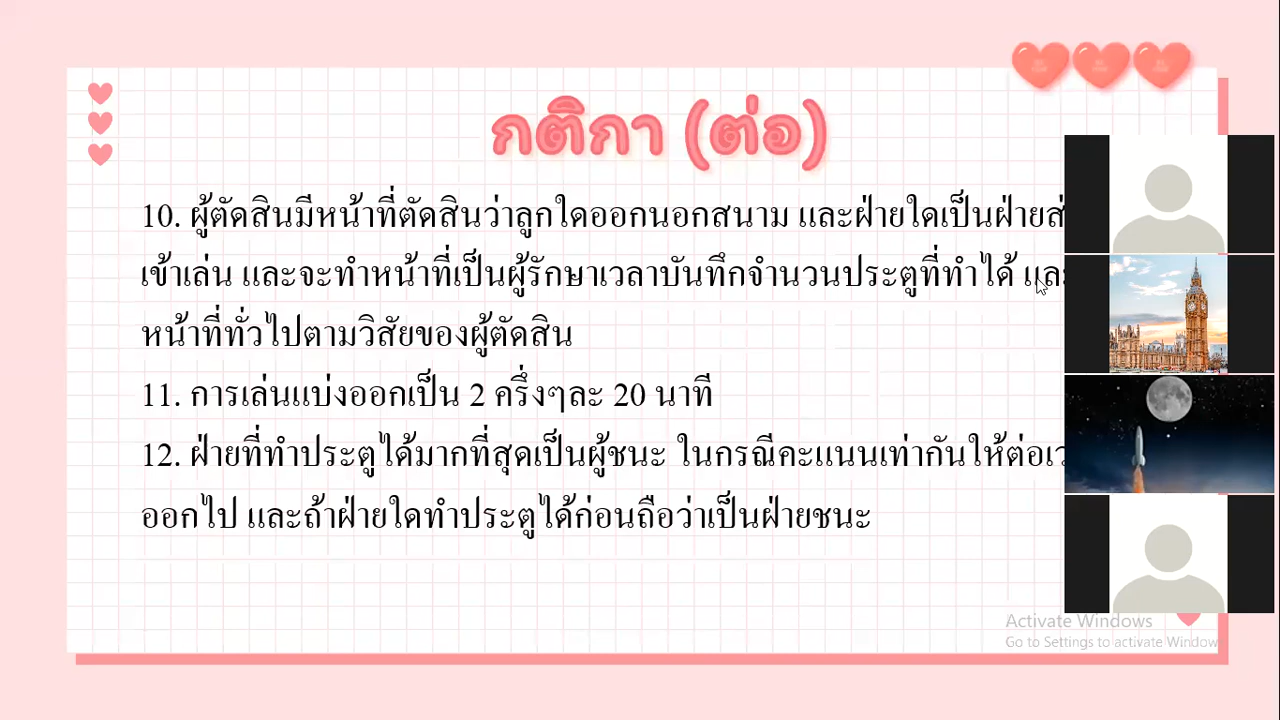 กติกา (ต่อ)
10. ผู้ตัดสินมีหน้าที่ตัดสินว่าลูกใดออกนอกสนาม และฝ่ายใดเป็นฝ่าย
เข้าเล่น และจะทำหน้าที่เป็นผู้รักษาเวลาบันทึกจำนวนประตูที่ทำได้
หน้าที่ทั่วไปตามวิสัยของผู้ตัดสิน
11. การเล่นแบ่งออกเป็น 2 ครึ่งๆละ 20 นาที
12. ฝ่ายที่ทำประตูได้มากที่สุดเป็นผู้ชนะ ในกรณีคะแนนเท่ากันให้ต่อ
ออกไป และถ้าฝ่ายใดทำประตูได้ก่อนถือว่าเป็นฝ่ายชนะ
Activate Windows
Go to Settings to activate Window